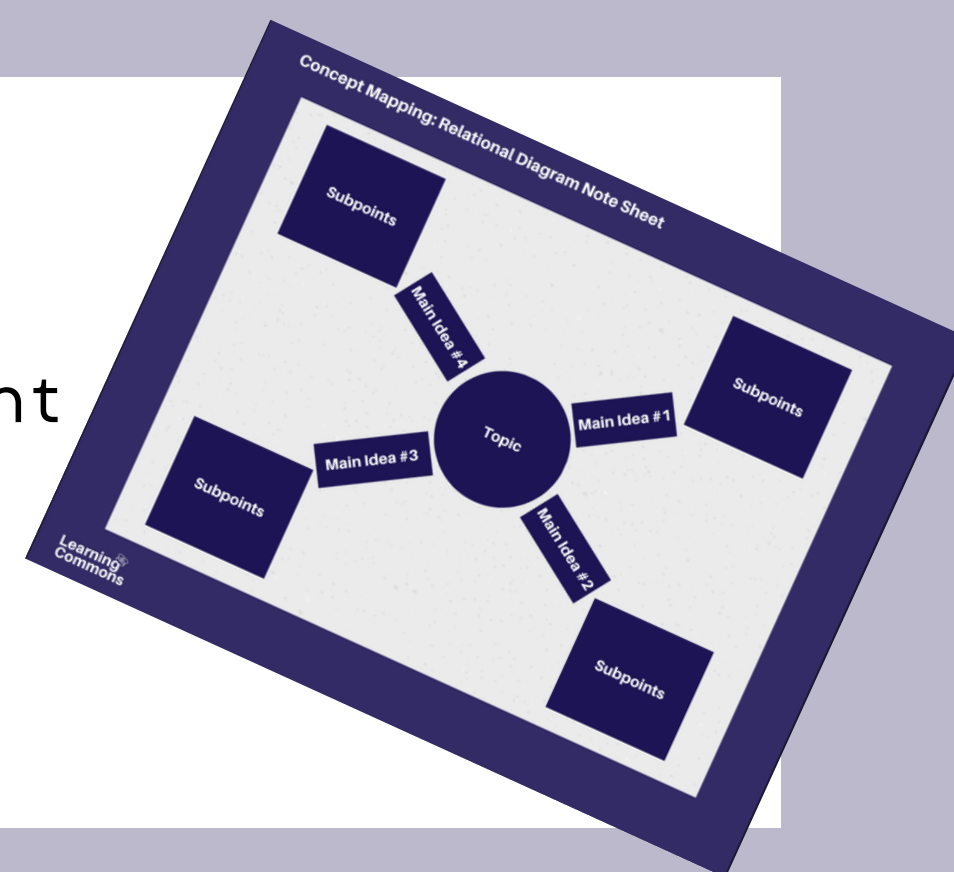 Concept Mapping: Relational Diagram Note Sheet
Subpoints
Main Idea #4
Subpoints
Main Idea #1
Topic
Main Idea #3
Subpoints
Main Idea #2
Subpoints
Learning
Commons
nt